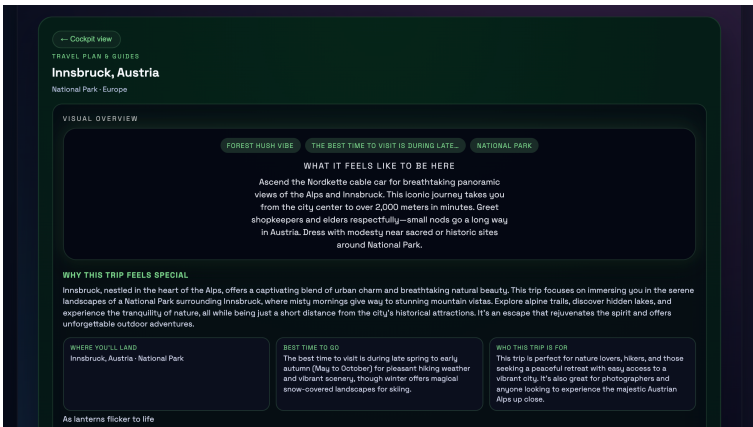 ← Cockpit view
TRAVEL PLAN & GUIDES
Innsbruck, Austria
National Park · Europe
VISUAL OVERVIEW
FOREST HUSH VIBE
THE BEST TIME TO VISIT IS DURING LATE…
NATIONAL PARK
WHAT IT FEELS LIKE TO BE HERE
Ascend the Nordkette cable car for breathtaking panoramic
views of the Alps and Innsbruck. This iconic journey takes you
from the city center to over 2,000 meters in minutes. Greet
shopkeepers and elders respectfully—small nods go a long way
in Austria. Dress with modesty near sacred or historic sites
around National Park.
WHY THIS TRIP FEELS SPECIAL
Innsbruck, nestled in the heart of the Alps, offers a captivating blend of urban charm and breathtaking natural beauty. This trip focuses on immersing you in the serene
landscapes of a National Park surrounding Innsbruck, where misty mornings give way to stunning mountain vistas. Explore alpine trails, discover hidden lakes, and
experience the tranquility of nature, all while being just a short distance from the city's historical attractions. It's an escape that rejuvenates the spirit and offers
unforgettable outdoor adventures.
WHERE YOU'LL LAND
Innsbruck, Austria · National Park
BEST TIME TO GO
The best time to visit is during late spring to early
autumn (May to October) for pleasant hiking weather
and vibrant scenery, though winter offers magical
snow-covered landscapes for skiing.
WHO THIS TRIP IS FOR
This trip is perfect for nature lovers, hikers, and those
seeking a peaceful retreat with easy access to a
vibrant city. It's also great for photographers and
anyone looking to experience the majestic Austrian
Alps up close.
As lanterns flicker to life